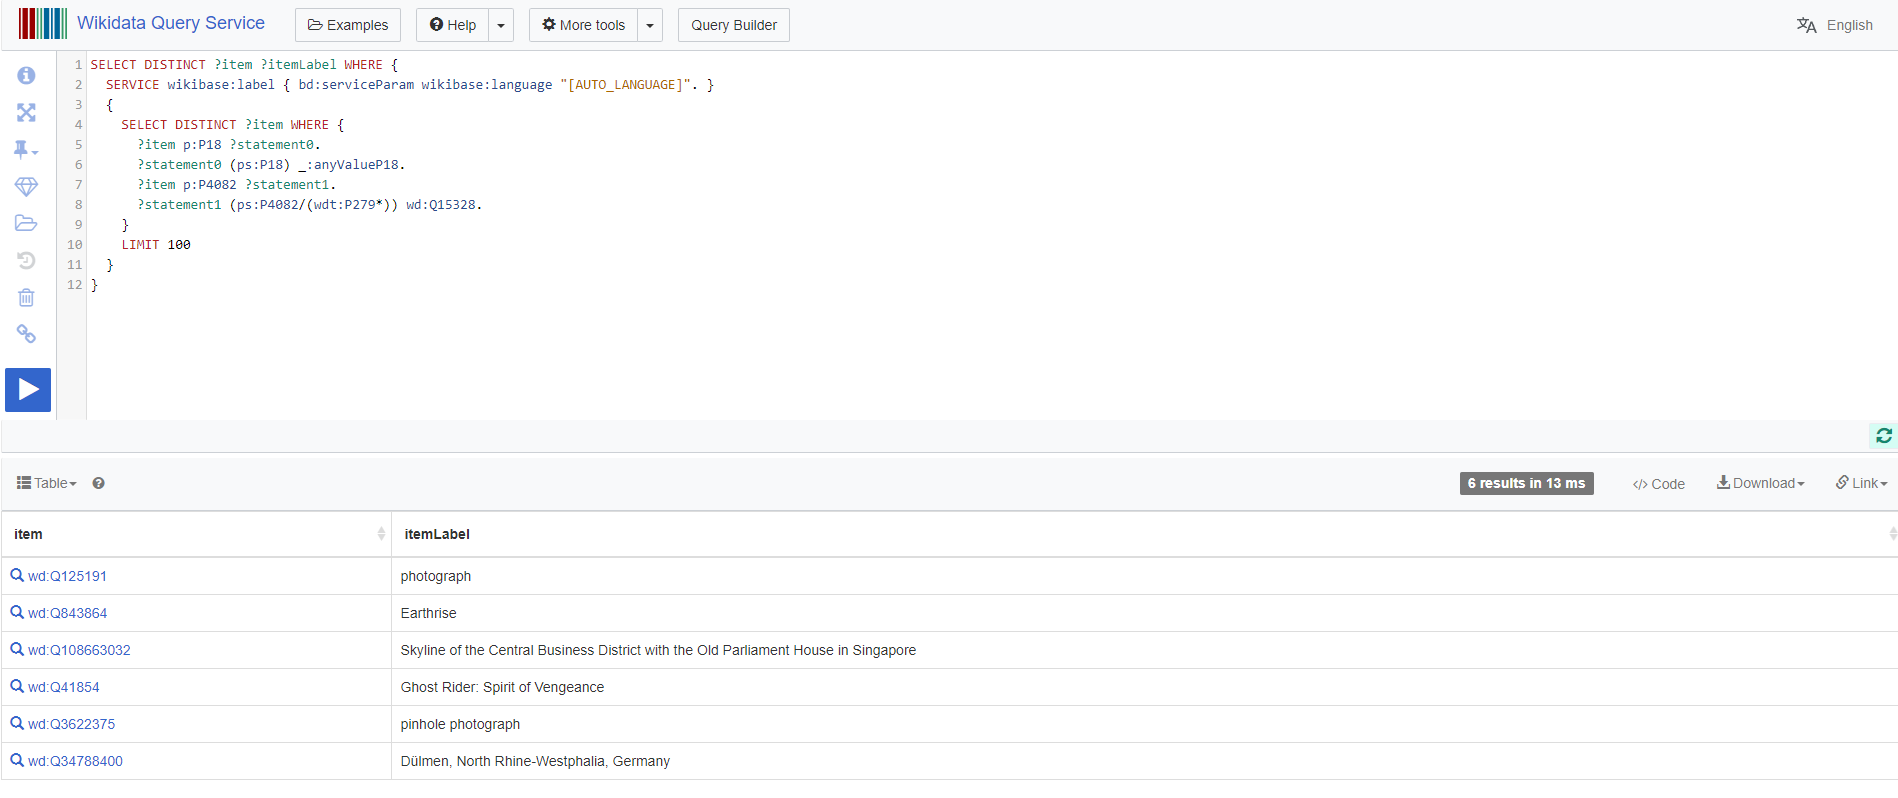 Wikidata Query Service
Examples
Help
More tools
Query Builder
English
1 SELECT DISTINCT ?item ?itemLabel WHERE {
2 SERVICE wikibase:label { bd:serviceParam wikibase:language "[AUTO_LANGUAGE]". }
3 {
4 SELECT DISTINCT ?item WHERE {
5 ?item p:P18 ?statement0.
6 ?statement0 (ps:P18) _:anyValueP18.
7 ?item p:P4082 ?statement1.
8 ?statement1 (ps:P4082/(wdt:P279*)) wd:Q15328.
9 }
10 LIMIT 100
11 }
12 }
Table
6 results in 13 ms
</> Code
Download
Link
item itemLabel
wd:Q125191 photograph
wd:Q843864 Earthrise
wd:Q108663032 Skyline of the Central Business District with the Old Parliament House in Singapore
wd:Q41854 Ghost Rider: Spirit of Vengeance
wd:Q3622375 pinhole photograph
wd:Q34788400 Dülmen, North Rhine-Westphalia, Germany